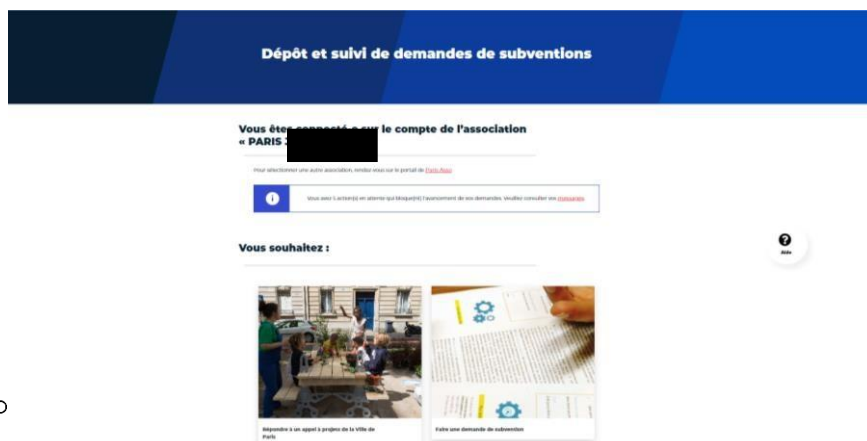 Dépôt et suivi de demandes de subventions
Vous êtes sur le compte de l'association
« PARIS
Pour sélectionner une autre association, rendez-vous sur le portail de Paris Asso
Vous avez action(s) en attente qui bloque(nt) l'avancement de vos demandes. Veuillez consulter vos messages
Vous souhaitez :
Aide
Répondre à un appel à projets de la Ville de
Paris
Faire une demande de subvention